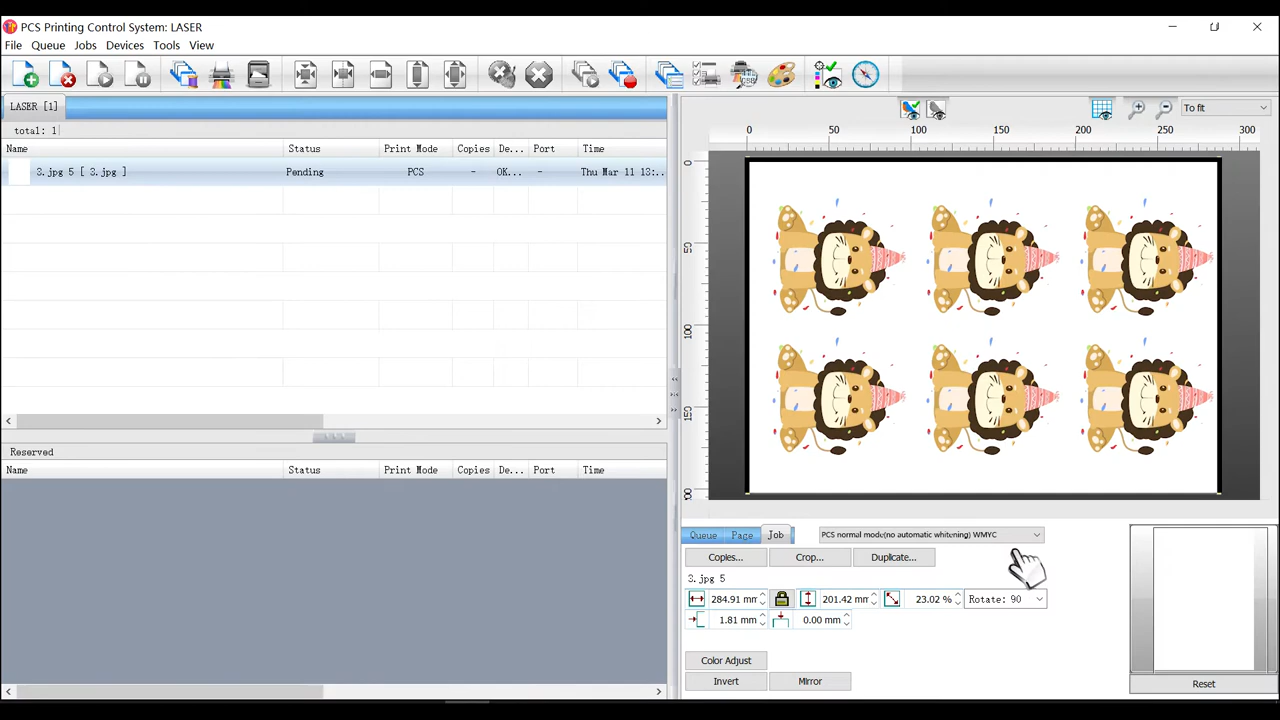 PCS Printing Control System: LASER
File Queue Jobs Devices Tools View
LASER [1]
total: 1
Name Status Print Mode Copies De... Port Time
3.jpg 5 [ 3.jpg ] Pending PCS - OK... - Thu Mar 11 13:..
Reserved
Name Status Print Mode Copies De... Port Time
To fit
0 50 100 150 200 250 300
0
50
100
150
Queue Page Job PCS normal mode(no automatic whitening) WMYC
Copies... Crop... Duplicate...
3.jpg 5
284.91 mm 201.42 mm 23.02 % Rotate: 90
1.81 mm 0.00 mm
Color Adjust
Invert Mirror
Reset